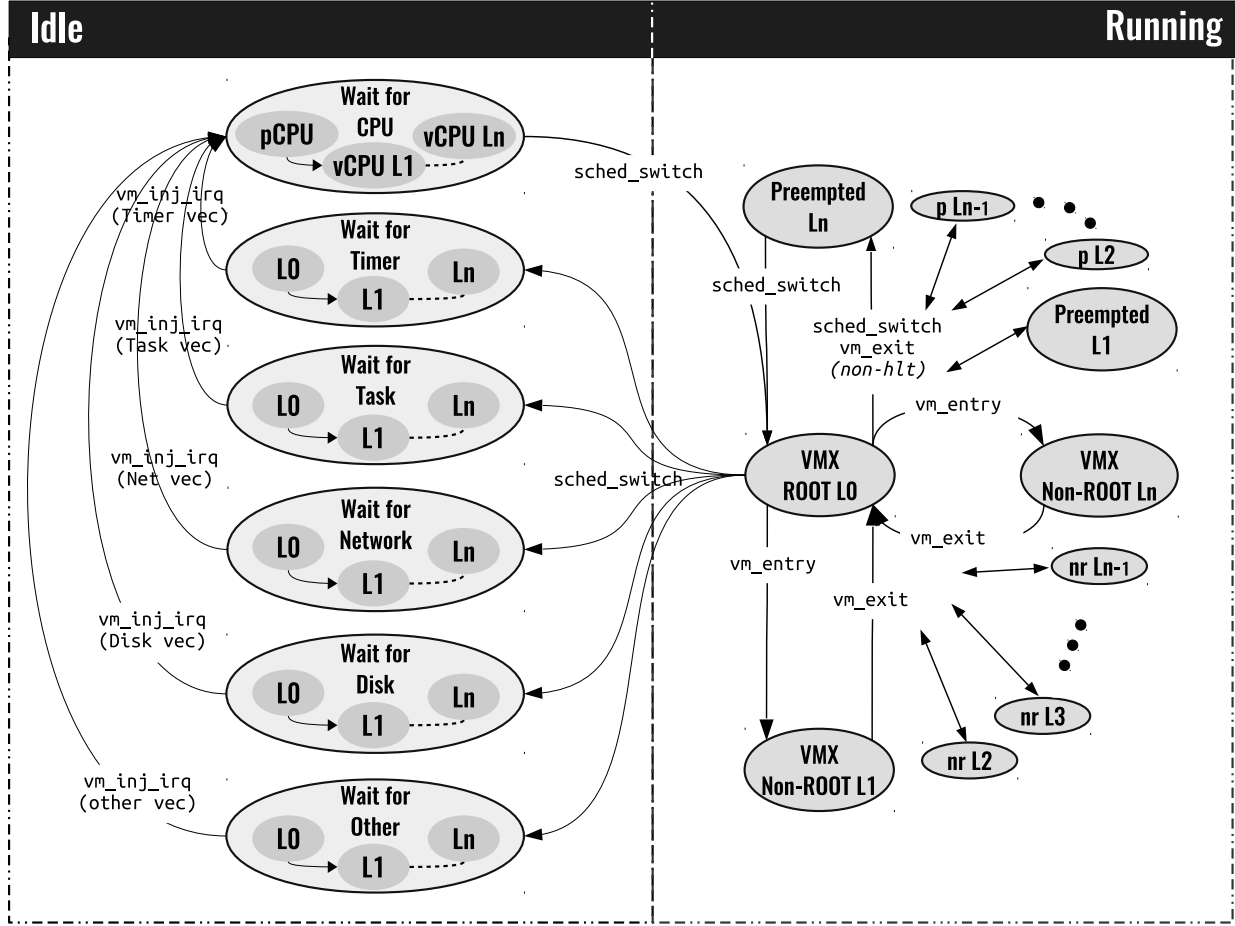 Idle
Running
Wait for
CPU
pCPU
vCPU L1
vCPU Ln
vm_inj_irq
(Timer vec)
Wait for
Timer
L0
L1
Ln
vm_inj_irq
(Task vec)
Wait for
Task
L0
L1
Ln
vm_inj_irq
(Net vec)
Wait for
Network
L0
L1
Ln
vm_inj_irq
(Disk vec)
Wait for
Disk
L0
L1
Ln
vm_inj_irq
(other vec)
Wait for
Other
L0
L1
Ln
sched_switch
sched_switch
Preempted
Ln
sched_switch
p Ln-1
p L2
Preempted
L1
sched_switch
vm_exit
(non-hlt)
vm_entry
VMX
ROOT L0
VMX
Non-ROOT Ln
vm_exit
vm_entry
vm_exit
nr Ln-1
nr L3
nr L2
VMX
Non-ROOT L1